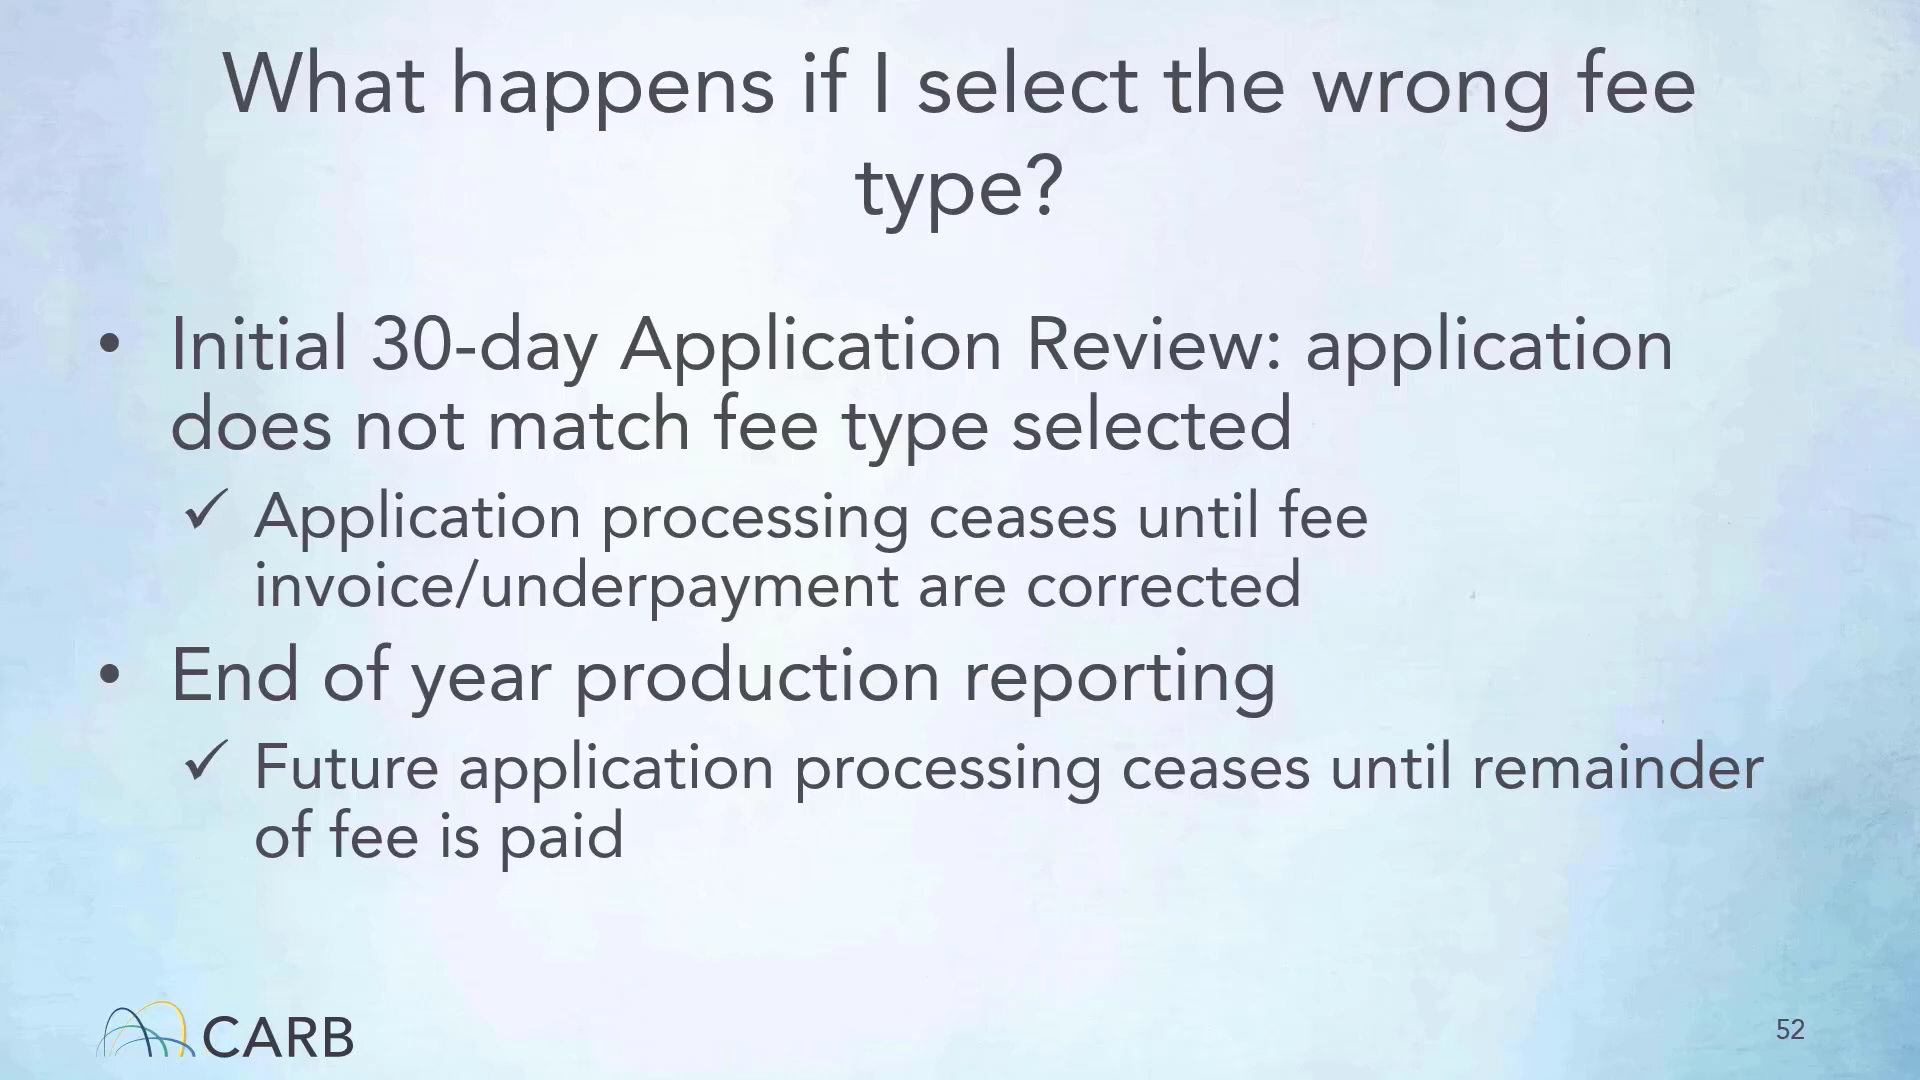 What happens if I select the wrong fee
type?
• Initial 30-day Application Review: application
does not match fee type selected
✓ Application processing ceases until fee
invoice/underpayment are corrected
• End of year production reporting
✓ Future application processing ceases until remainder
of fee is paid
CARB
52